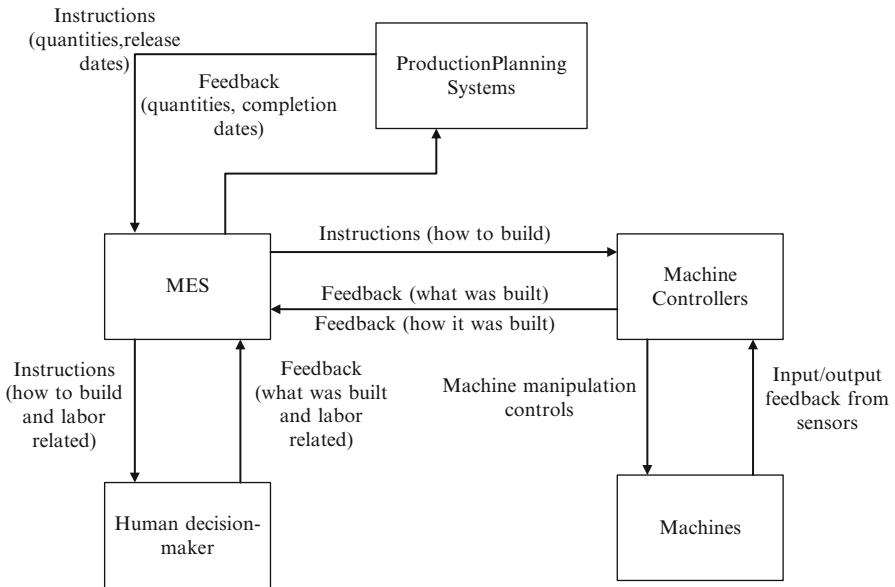 Instructions
(quantities,release
dates)
Feedback
(quantities, completion
dates)
ProductionPlanning
Systems
MES
Instructions (how to build)
Feedback (what was built)
Feedback (how it was built)
Machine
Controllers
Instructions
(how to build
and labor
related)
Feedback
(what was built
and labor
related)
Machine manipulation
controls
Input/output
feedback from
sensors
Human decision-
maker
Machines